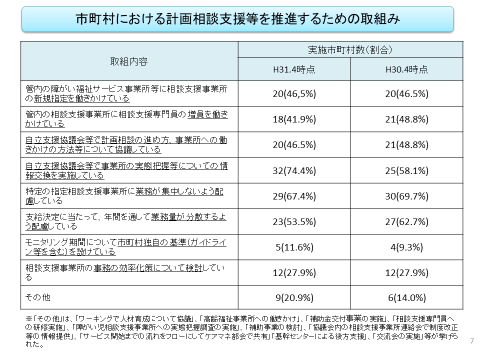 市町村における計画相談支援等を推進するための取組み
取組内容
実施市町村数(割合)
H31.4時点
H30.4時点
管内の障がい福祉サービス事業所等に相談支援事業所
の新規指定を働きかけている
20(46,5%)
20(46.5%)
管内の相談支援事業所に相談支援専門員の増員を働き
かけている
18(41.9%)
21(48.8%)
自立支援協議会等で計画相談の進め方、事業所への働
きかけの方法等について協議している
20(46.5%)
21(48.8%)
自立支援協議会等で事業所の実態把握等についての情
報交換を実施している
32(74.4%)
25(58.1%)
特定の指定相談支援事業所に業務が集中しないよう配
慮している
29(67.4%)
30(69.7%)
支給決定に当たって、年間を通して業務量が分散するよ
う配慮している
23(53.5%)
27(62.7%)
モニタリング期間について市町村独自の基準(ガイドライ
ン等を含む)を設けている
5(11.6%)
4(9.3%)
相談支援事業所の事務の効率化策について検討してい
る
12(27.9%)
12(27.9%)
その他
9(20.9%)
6(14.0%)
※「その他」は、「ワーキングで人材育成について協議」、「高齢福祉事業所への働きかけ」、「補助金交付事業の実施」、「相談支援専門員へ
の研修実施」、「障がい児相談支援事業所への実態把握調査の実施」、「補助事業の検討」、「協議会内の相談支援事業所連絡会で制度改正
等の情報提供」、「サービス開始までの流れをフローにしてケアマネ部会で共有」「基幹センターによる後方支援」、「交流会の実施」等が挙げら
れた。
7